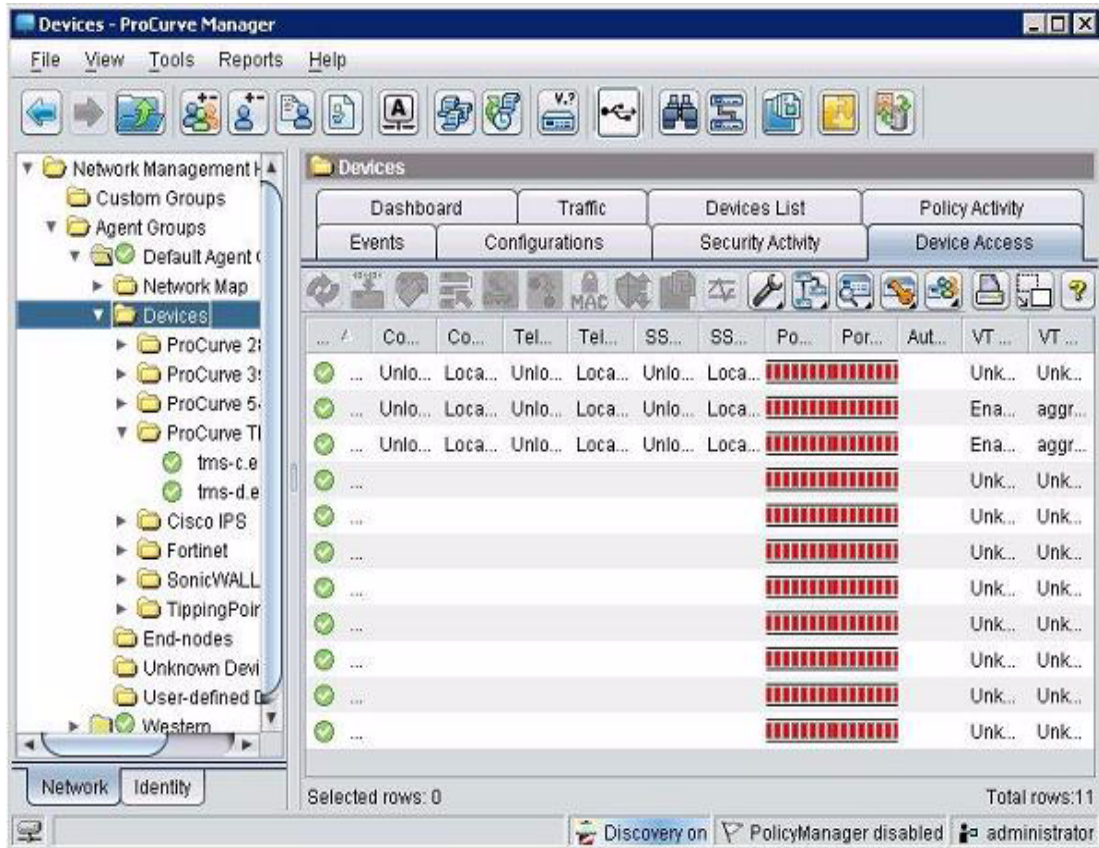 Devices - ProCurve Manager
File View Tools Reports Help
A
V.?
Network Management H
Custom Groups
Agent Groups
Default Agent
Network Map
Devices
ProCurve 2
ProCurve 3
ProCurve 5
ProCurve T
tms-c.e
tms-d.e
Cisco IPS
Fortinet
SonicWALL
TippingPoin
End-nodes
Unknown Devi
User-defined D
Western
Network Identity
Devices
Dashboard Traffic Devices List Policy Activity
Events Configurations Security Activity Device Access
MAC
... Co... Co... Tel... Tel... SS... SS... Po... Por... Aut... VT ... VT ...
... Unlo... Loca... Unlo... Loca... Unlo... Loca... Unk... Unk...
... Unlo... Loca... Unlo... Loca... Unlo... Loca... Ena... aggr...
... Unlo... Loca... Unlo... Loca... Unlo... Loca... Ena... aggr...
... Unk... Unk...
... Unk... Unk...
... Unk... Unk...
... Unk... Unk...
... Unk... Unk...
... Unk... Unk...
... Unk... Unk...
... Unk... Unk...
Selected rows: 0 Total rows:11
Discovery on PolicyManager disabled administrator